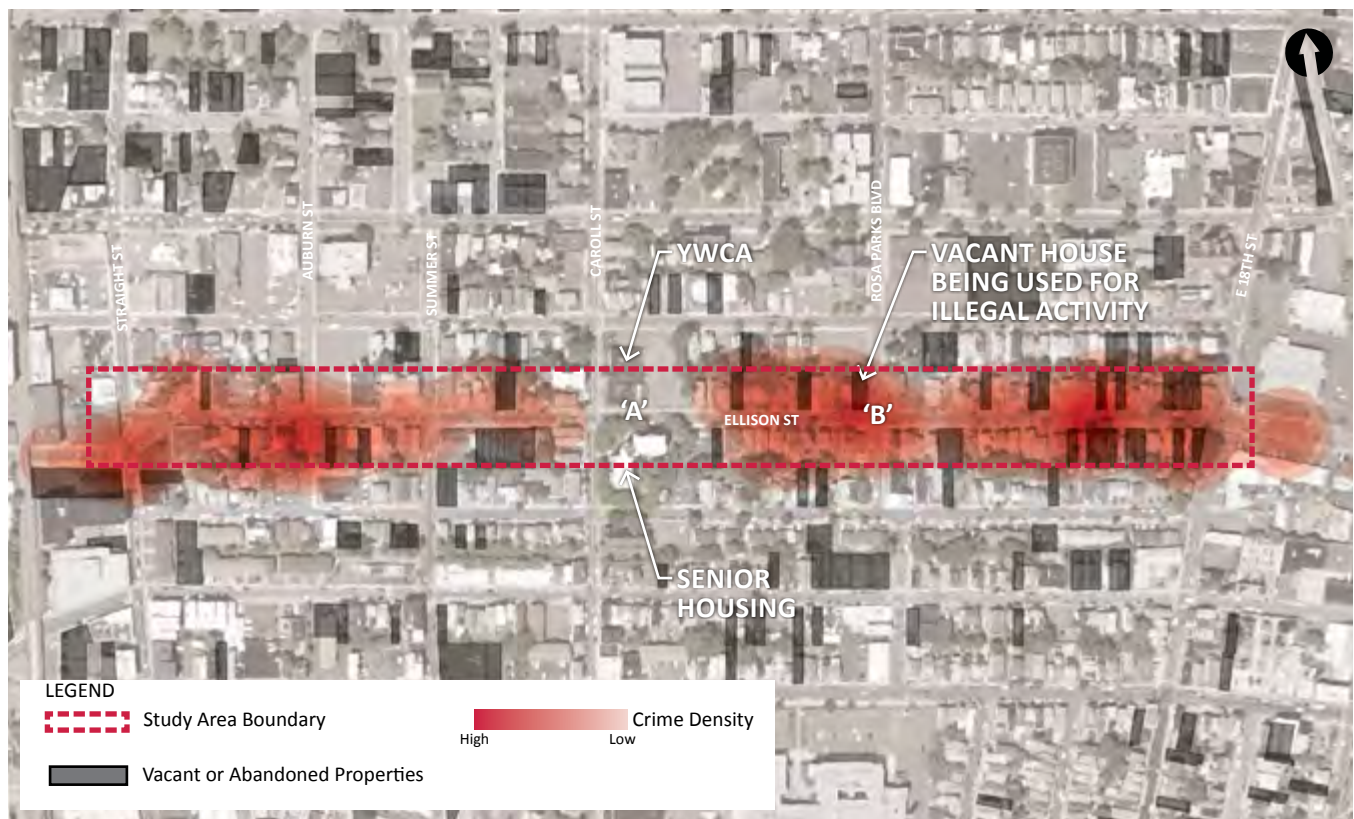 STRAIGHT ST
AUBURN ST
SUMMER ST
CARROLL ST
ROSA PARKS BLVD
E 18TH ST
YWCA
VACANT HOUSE
BEING USED FOR
ILLEGAL ACTIVITY
‘A’
ELLISON ST
‘B’
SENIOR
HOUSING
LEGEND
Study Area Boundary
Crime Density
High
Low
Vacant or Abandoned Properties